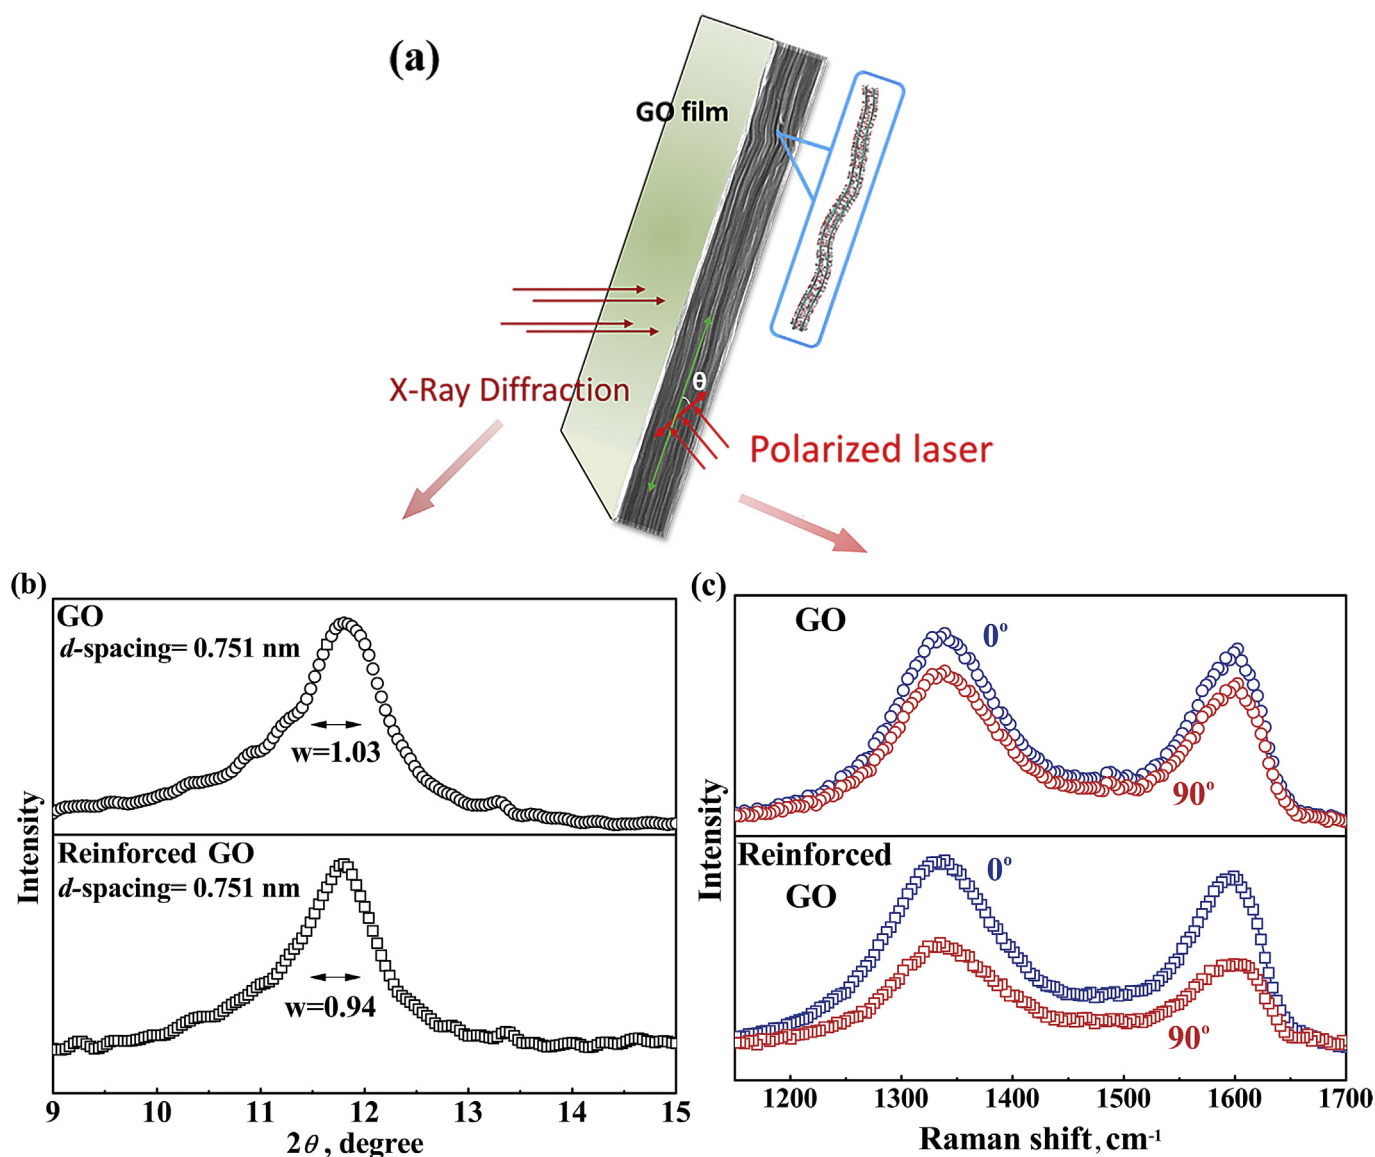 (a)
GO film
θ
X-Ray Diffraction
Polarized laser
(b)
GO
d-spacing= 0.751 nm
w=1.03
Reinforced GO
d-spacing= 0.751 nm
w=0.94
Intensity
9 10 11 12 13 14 15
2θ, degree
(c)
GO
0°
90°
Reinforced
GO
0°
90°
Intensity
1200 1300 1400 1500 1600 1700
Raman shift, cm-1